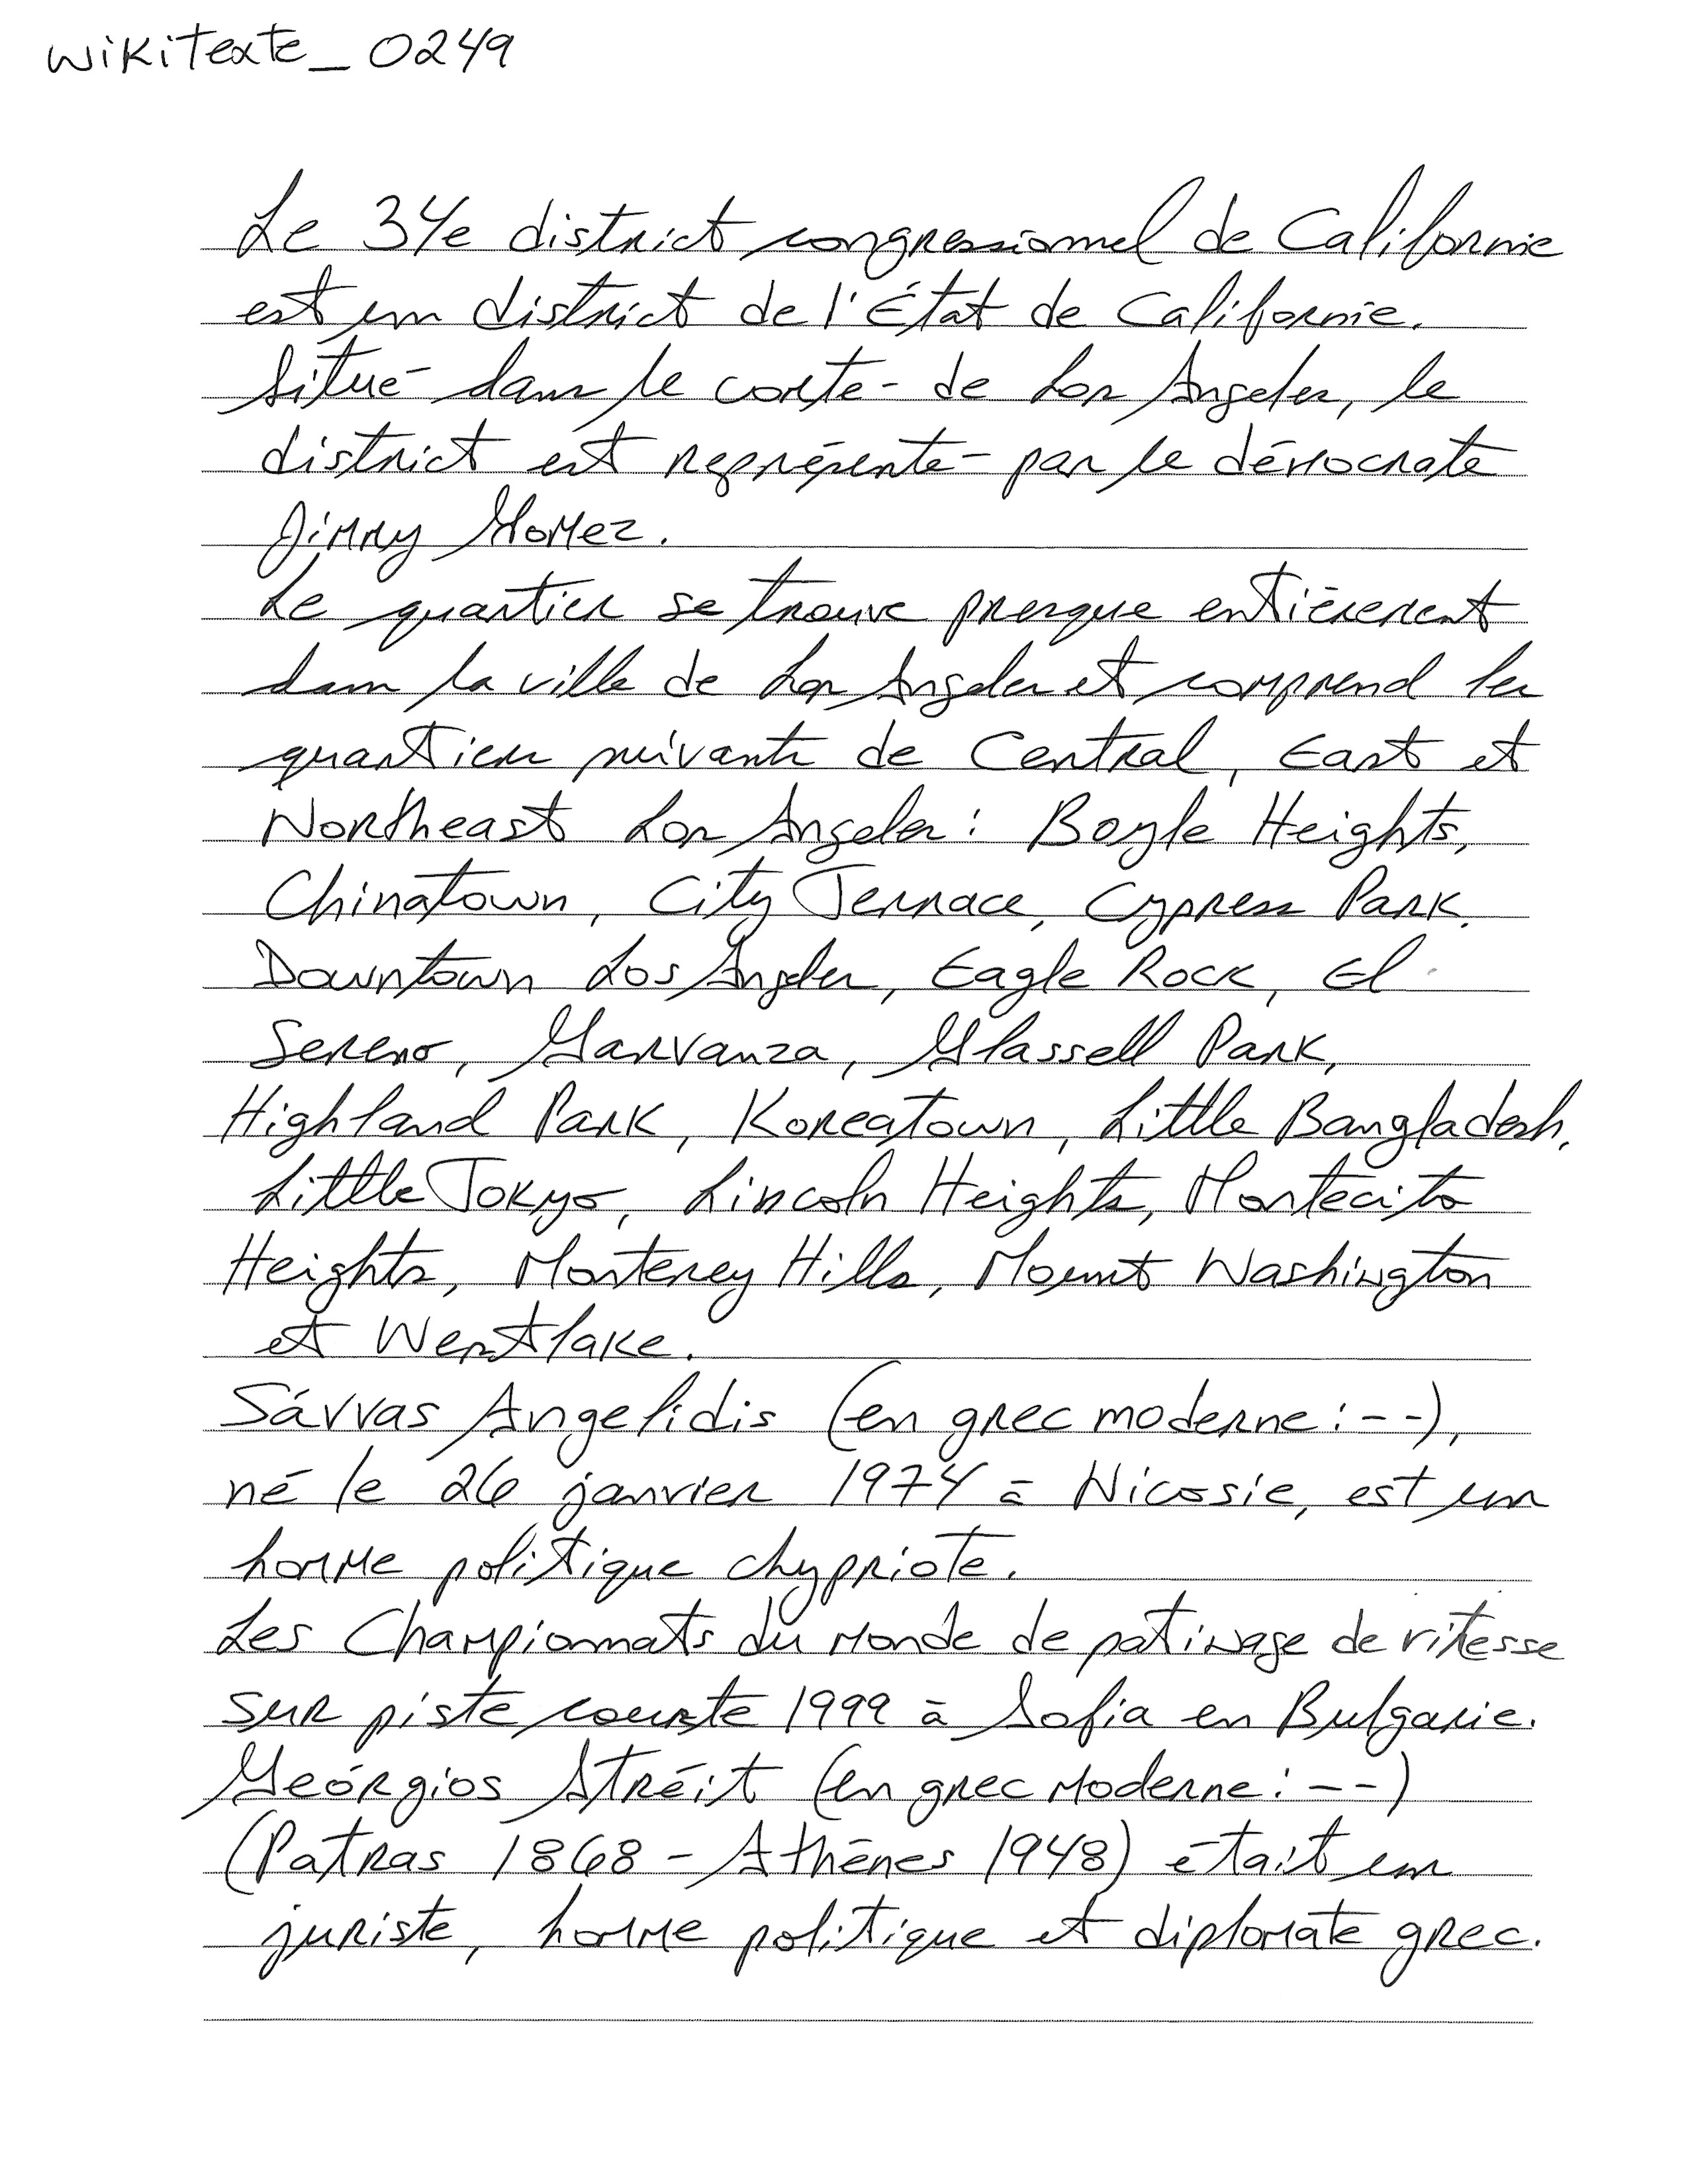 Wikitexte_0249
Le 34e district congressionnel de Californie
est un district de l'État de Californie.
Situé dans le comté de Los Angeles, le
district est représenté par le démocrate
Jimmy Gomez.
Le quartier se trouve presque entièrement
dans la ville de Los Angeles et comprend les
quartiers suivants de Central, East et
Northeast Los Angeles : Boyle Heights,
Chinatown, City Terrace, Cypress Park,
Downtown Los Angeles, Eagle Rock, El
Sereno, Garvanza, Glassell Park,
Highland Park, Koreatown, Little Bangladesh,
Little Tokyo, Lincoln Heights, Montecito
Heights, Monterey Hills, Mount Washington
et Westlake.
Sávvas Angelídis (en grec moderne : --),
né le 26 janvier 1974 à Nicosie, est un
homme politique chypriote.
Les Championnats du monde de patinage de vitesse
sur piste courte 1999 à Sofia en Bulgarie.
Geórgios Stréit (en grec moderne : --)
(Patras 1868 - Athènes 1948) était un
juriste, homme politique et diplomate grec.